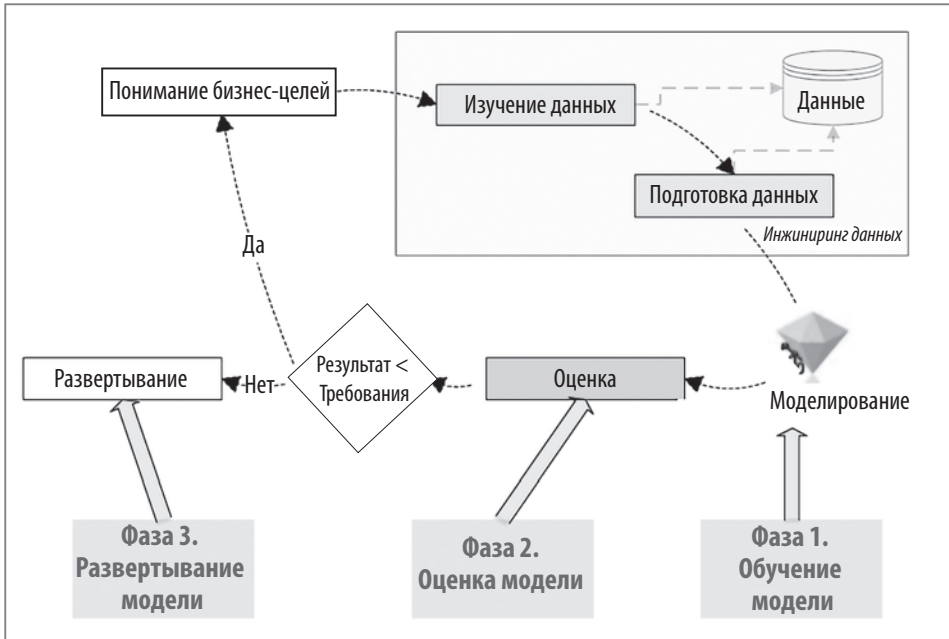 Понимание бизнес-целей
Изучение данных
Данные
Подготовка данных
Инжиниринг данных
Да
Развертывание
Нет
Результат <
Требования
Оценка
Моделирование
Фаза 3.
Развертывание
модели
Фаза 2.
Оценка модели
Фаза 1.
Обучение
модели